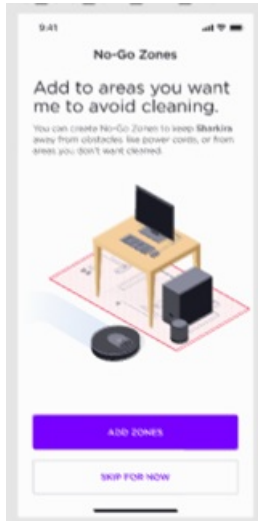 9:41
No-Go Zones
Add to areas you want
me to avoid cleaning.
You can create No-Go Zones to keep Sharkira
away from obstacles like power cords, or from
areas you don't want cleaned.
ADD ZONES
SKIP FOR NOW